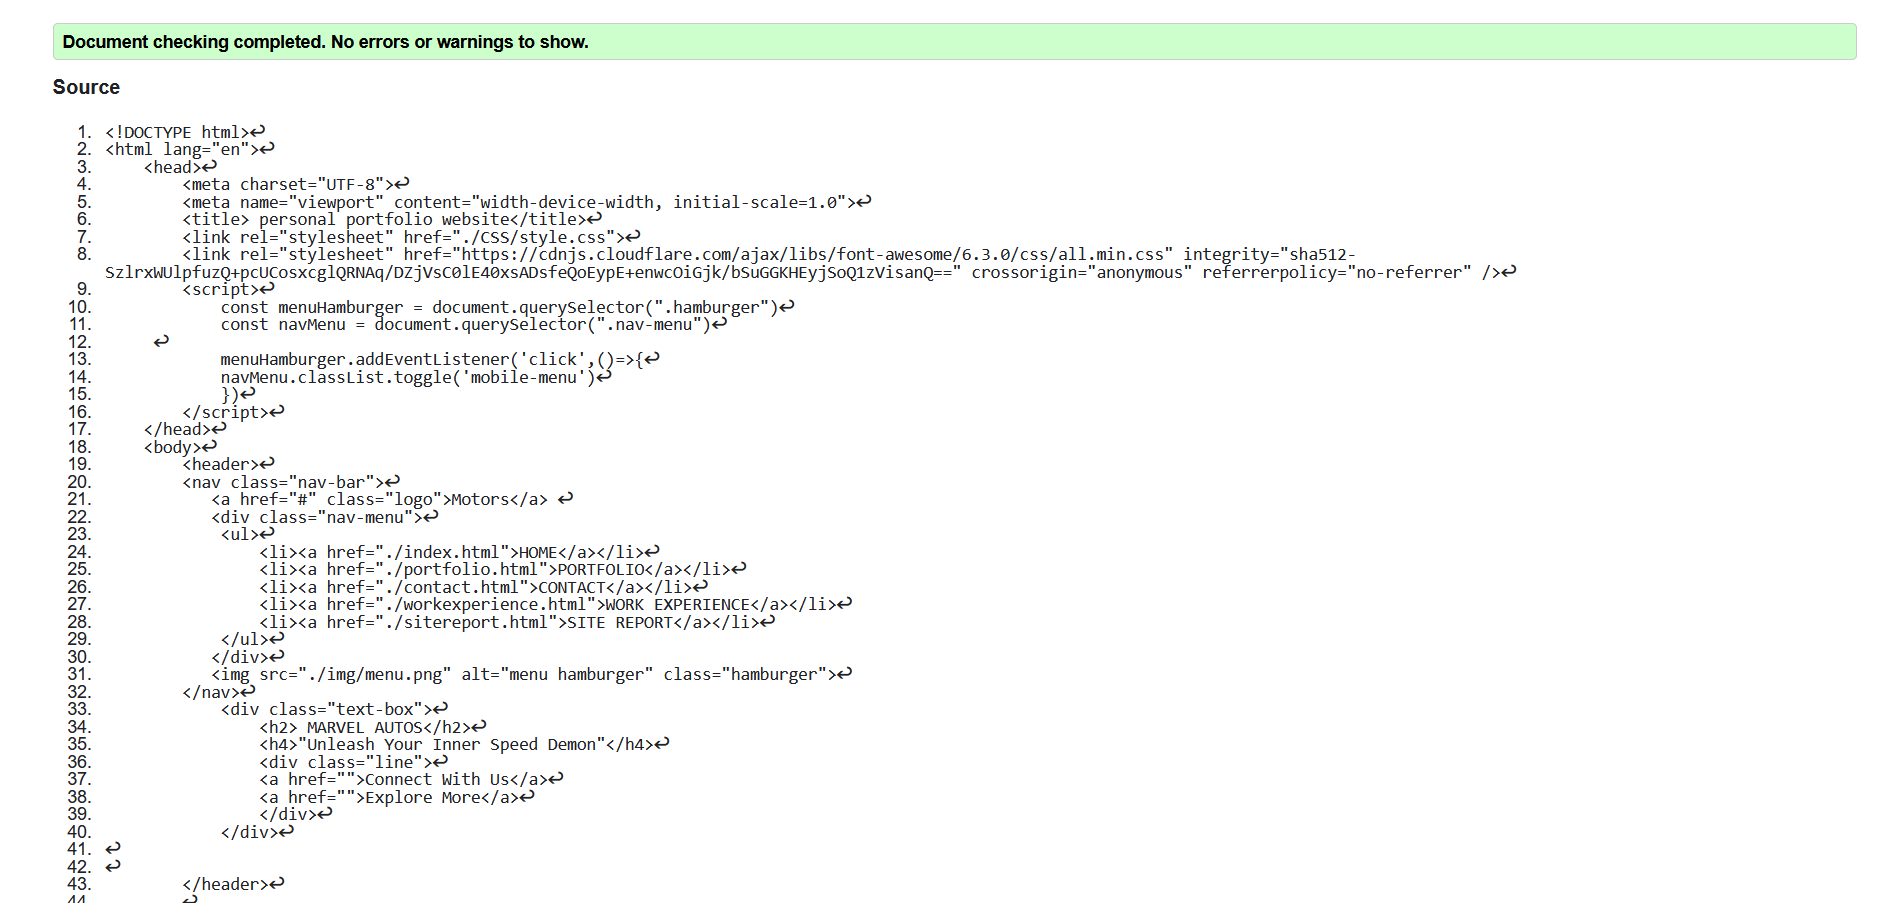 Document checking completed. No errors or warnings to show.
Source
1. <!DOCTYPE html>↩
2. <html lang="en">↩
3. <head>↩
4. <meta charset="UTF-8">↩
5. <meta name="viewport" content="width-device-width, initial-scale=1.0">↩
6. <title> personal portfolio website</title>↩
7. <link rel="stylesheet" href="./CSS/style.css">↩
8. <link rel="stylesheet" href="https://cdnjs.cloudflare.com/ajax/libs/font-awesome/6.3.0/css/all.min.css" integrity="sha512-
SzlrxWUlpfuzQ+pcUCosxcglQRNAq/DZjVsC0lE40xsADsfeQoEypE+enwcOiGjk/bSuGGKHEyjSoQ1zVisanQ==" crossorigin="anonymous" referrerpolicy="no-referrer" />↩
9. <script>↩
10. const menuHamburger = document.querySelector(".hamburger")↩
11. const navMenu = document.querySelector(".nav-menu")↩
12. ↩
13. menuHamburger.addEventListener('click',()=>{↩
14. navMenu.classList.toggle('mobile-menu')↩
15. })↩
16. </script>↩
17. </head>↩
18. <body>↩
19. <header>↩
20. <nav class="nav-bar">↩
21. <a href="#" class="logo">Motors</a> ↩
22. <div class="nav-menu">↩
23. <ul>↩
24. <li><a href="./index.html">HOME</a></li>↩
25. <li><a href="./portfolio.html">PORTFOLIO</a></li>↩
26. <li><a href="./contact.html">CONTACT</a></li>↩
27. <li><a href="./workexperience.html">WORK EXPERIENCE</a></li>↩
28. <li><a href="./sitereport.html">SITE REPORT</a></li>↩
29. </ul>↩
30. </div>↩
31. <img src="./img/menu.png" alt="menu hamburger" class="hamburger">↩
32. </nav>↩
33. <div class="text-box">↩
34. <h2> MARVEL AUTOS</h2>↩
35. <h4>"Unleash Your Inner Speed Demon"</h4>↩
36. <div class="line">↩
37. <a href="">Connect With Us</a>↩
38. <a href="">Explore More</a>↩
39. </div>↩
40. </div>↩
41. ↩
42. ↩
43. </header>↩
44. ↩